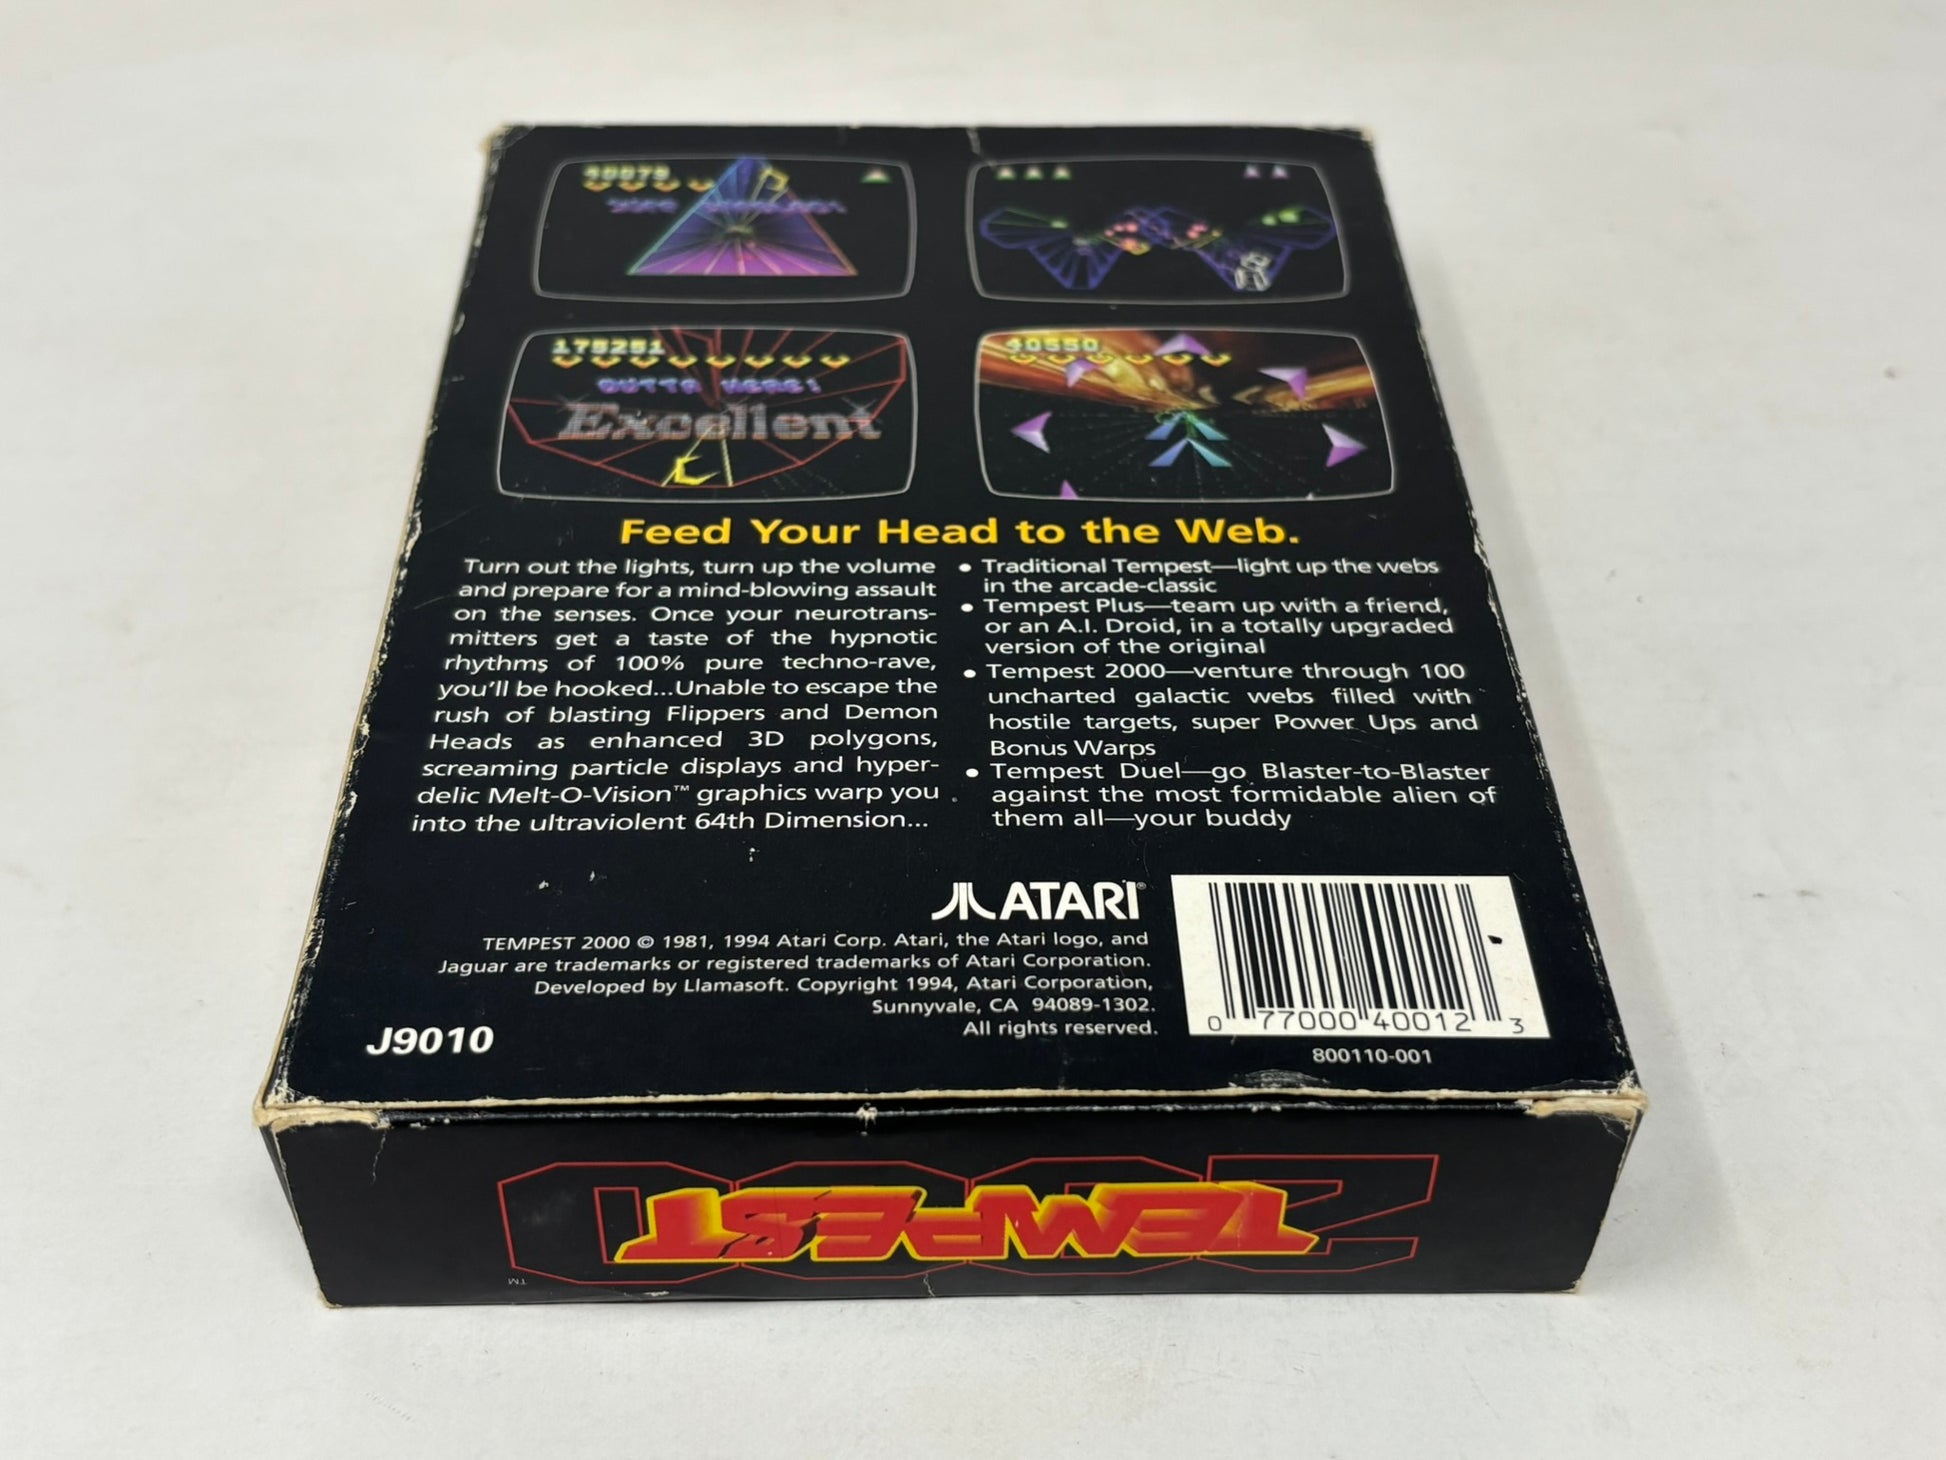 40079
175251
OUTTA HERE!
Excellent
40550
Feed Your Head to the Web.
Turn out the lights, turn up the volume
and prepare for a mind-blowing assault
on the senses. Once your neurotrans-
mitters get a taste of the hypnotic
rhythms of 100% pure techno-rave,
you'll be hooked...Unable to escape the
rush of blasting Flippers and Demon
Heads as enhanced 3D polygons,
screaming particle displays and hyper-
delic Melt-O-Vision™ graphics warp you
into the ultraviolent 64th Dimension...
• Traditional Tempest—light up the webs
in the arcade-classic
• Tempest Plus—team up with a friend,
or an A.I. Droid, in a totally upgraded
version of the original
• Tempest 2000—venture through 100
uncharted galactic webs filled with
hostile targets, super Power Ups and
Bonus Warps
• Tempest Duel—go Blaster-to-Blaster
against the most formidable alien of
them all—your buddy
ATARI®
TEMPEST 2000 © 1981, 1994 Atari Corp. Atari, the Atari logo, and
Jaguar are trademarks or registered trademarks of Atari Corporation.
Developed by Llamasoft. Copyright 1994, Atari Corporation,
Sunnyvale, CA 94089-1302.
All rights reserved.
J9010
0 77000 40012 3
800110-001
TEMPEST
2000
TM